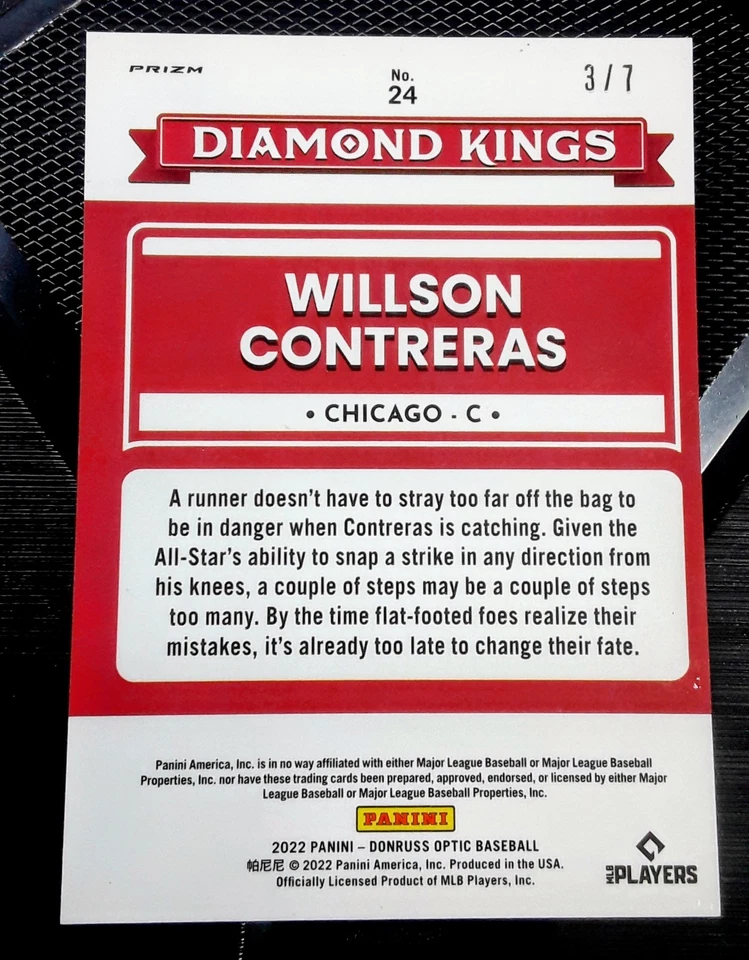 PRIZM
No.
24
3/7
DIAMOND KINGS
WILLSON
CONTRERAS
• CHICAGO - C •
A runner doesn't have to stray too far off the bag to
be in danger when Contreras is catching. Given the
All-Star's ability to snap a strike in any direction from
his knees, a couple of steps may be a couple of steps
too many. By the time flat-footed foes realize their
mistakes, it's already too late to change their fate.
Panini America, Inc. is in no way affiliated with either Major League Baseball or Major League Baseball
Properties, Inc. nor have these trading cards been prepared, approved, endorsed, or licensed by either Major
League Baseball or Major League Baseball Properties, Inc.
PANINI
2022 PANINI – DONRUSS OPTIC BASEBALL
帕尼尼 © 2022 Panini America, Inc. Produced in the USA.
Officially Licensed Product of MLB Players, Inc.
MLB PLAYERS